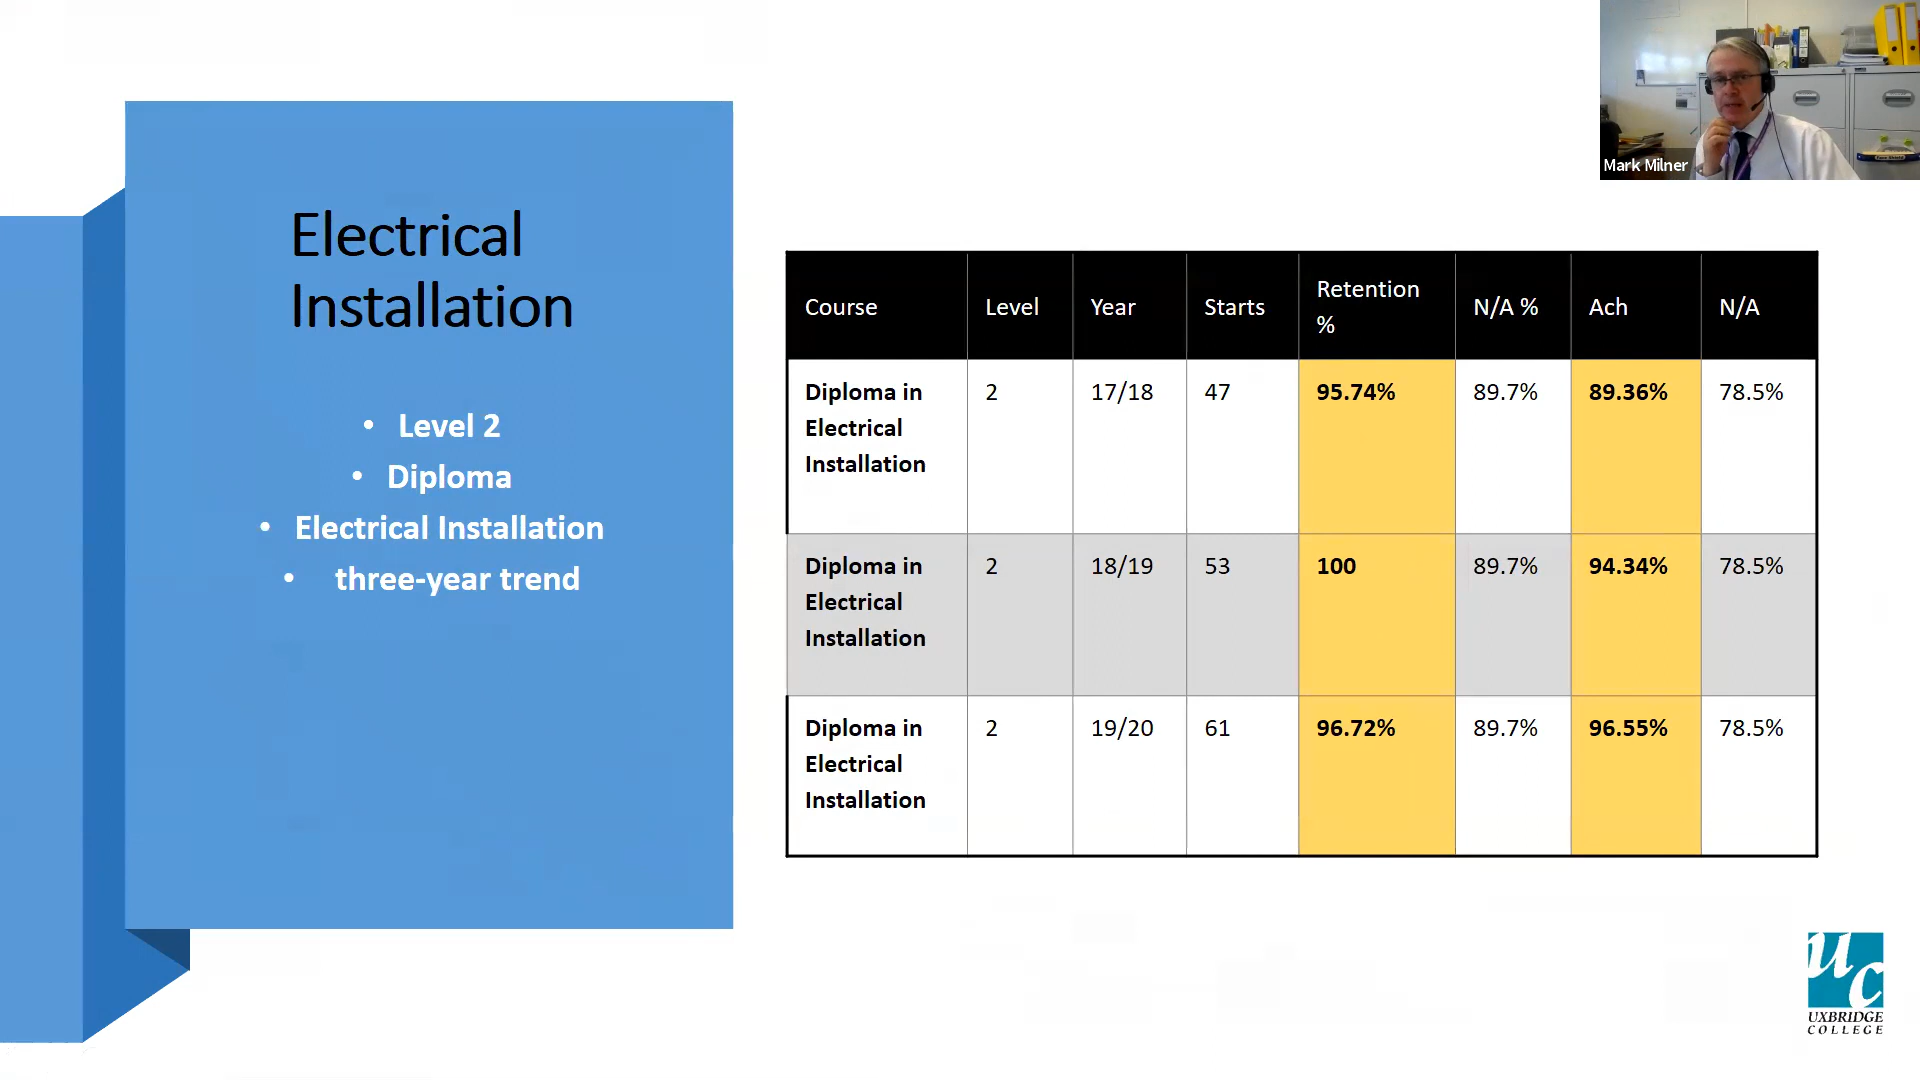 Mark Milner
Electrical
Installation
• Level 2
• Diploma
• Electrical Installation
• three-year trend
Course Level Year Starts Retention % N/A % Ach N/A
Diploma in Electrical Installation 2 17/18 47 95.74% 89.7% 89.36% 78.5%
Diploma in Electrical Installation 2 18/19 53 100 89.7% 94.34% 78.5%
Diploma in Electrical Installation 2 19/20 61 96.72% 89.7% 96.55% 78.5%
uc
UXBRIDGE
COLLEGE